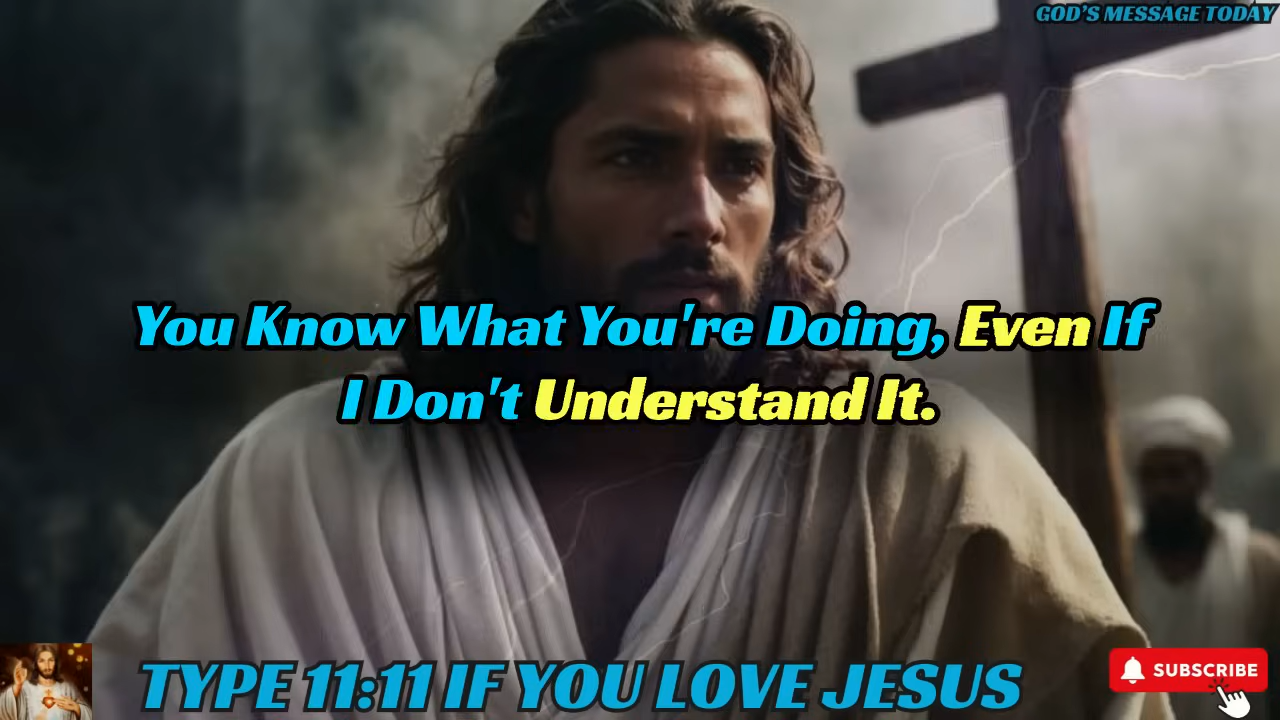 GOD'S MESSAGE TODAY
You Know What You're Doing, Even If
I Don't Understand It.
TYPE 11:11 IF YOU LOVE JESUS
SUBSCRIBE